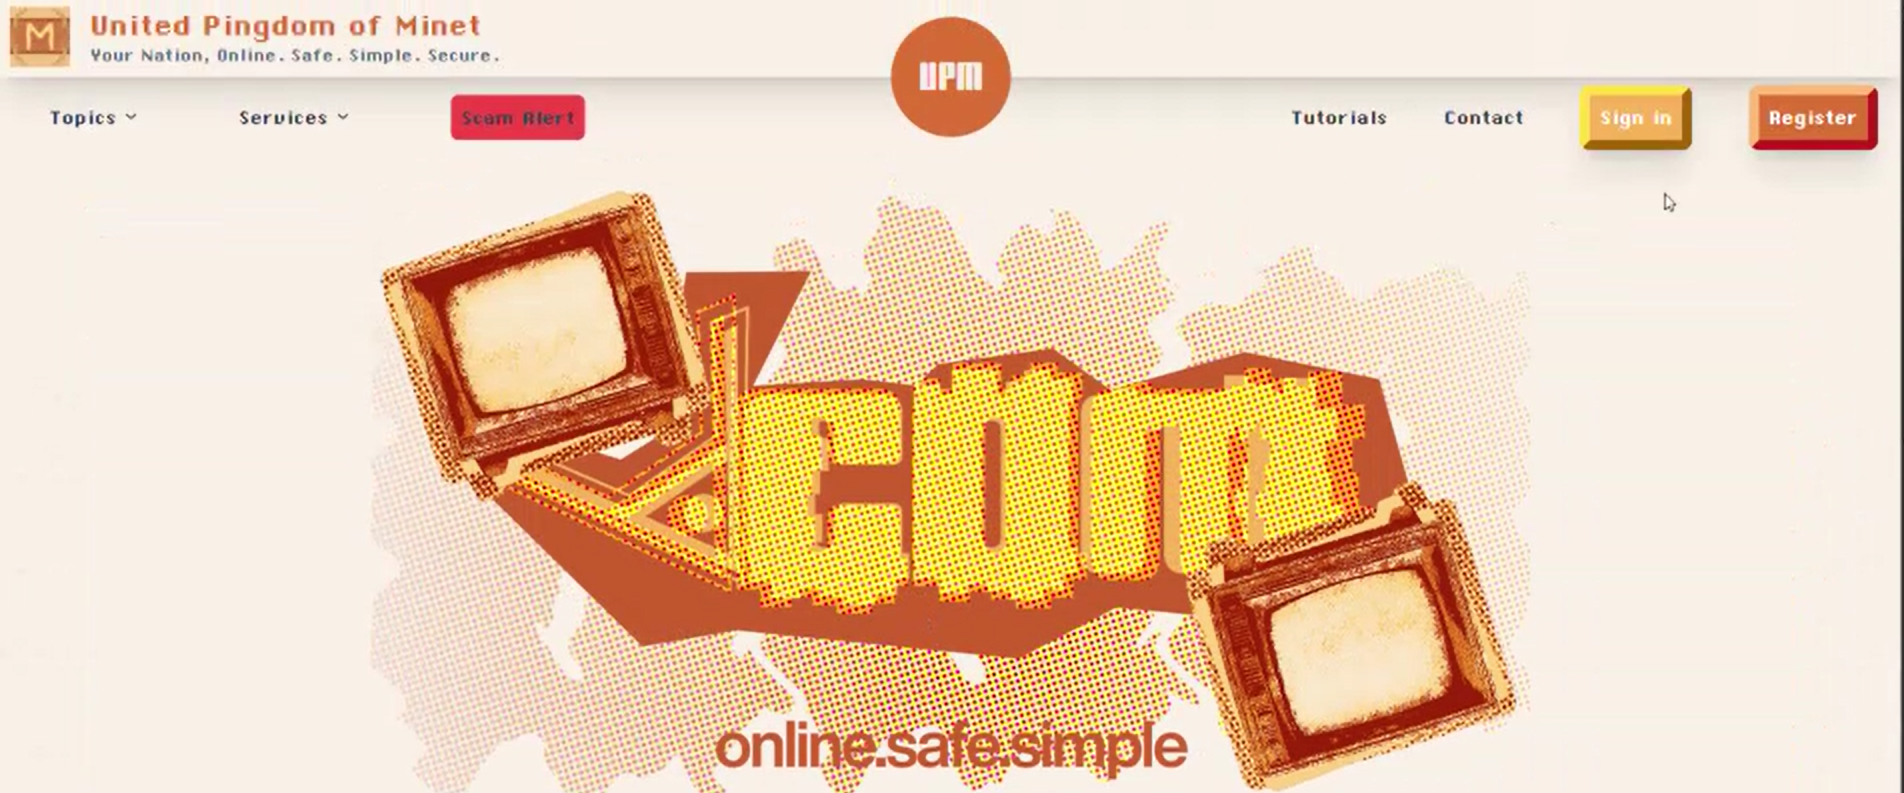 M
United Pingdom of Minet
Your Nation, Online. Safe. Simple. Secure.
UPM
Topics
Services
Scam Alert
Tutorials
Contact
Sign in
Register
online.safe.simple